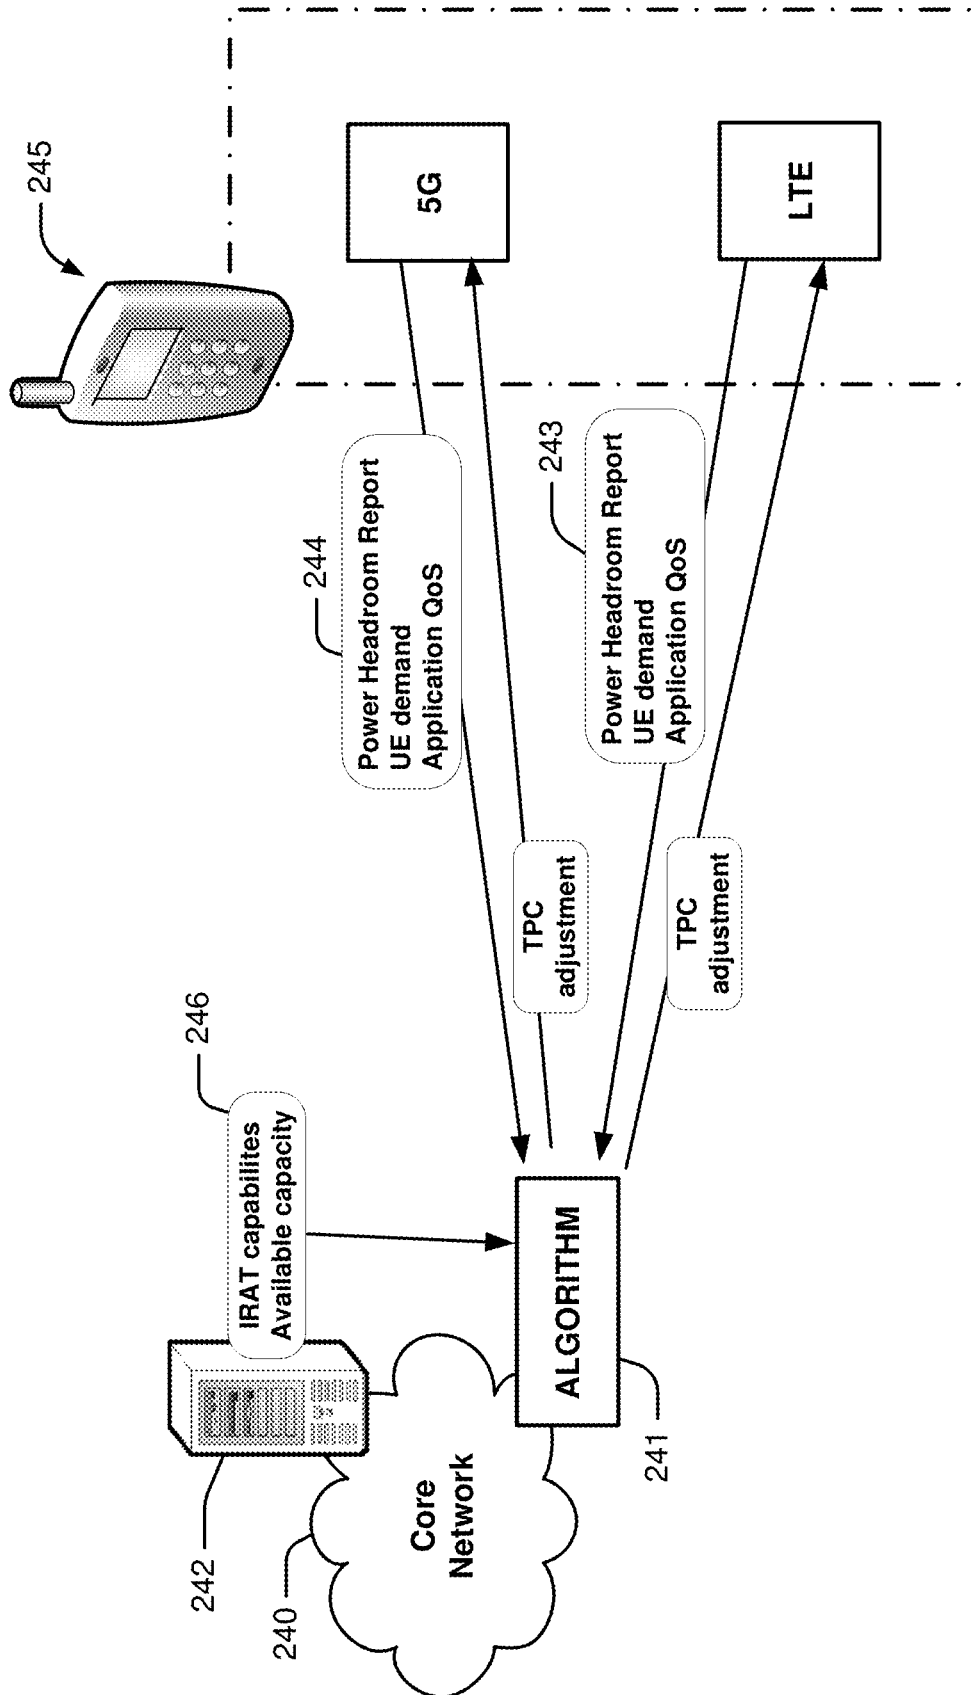 245
5G
LTE
244
Power Headroom Report
UE demand
Application QoS
243
Power Headroom Report
UE demand
Application QoS
TPC
adjustment
TPC
adjustment
246
IRAT capabilites
Available capacity
ALGORITHM
241
242
240
Core
Network